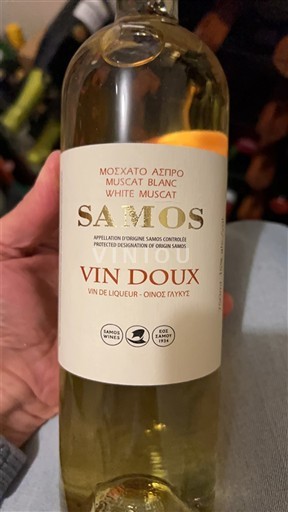 ΜΟΣΧΑΤΟ ΑΣΠΡΟ
MUSCAT BLANC
WHITE MUSCAT
SAMOS
APPELLATION D'ORIGINE SAMOS CONTROLÉE
PROTECTED DESIGNATION OF ORIGIN SAMOS
VINIOU
VIN DOUX
VIN DE LIQUEUR - ΟΙΝΟΣ ΓΛΥΚΥΣ
SAMOS
WINES
ΕΟΣ
ΣΑΜΟΥ
1934